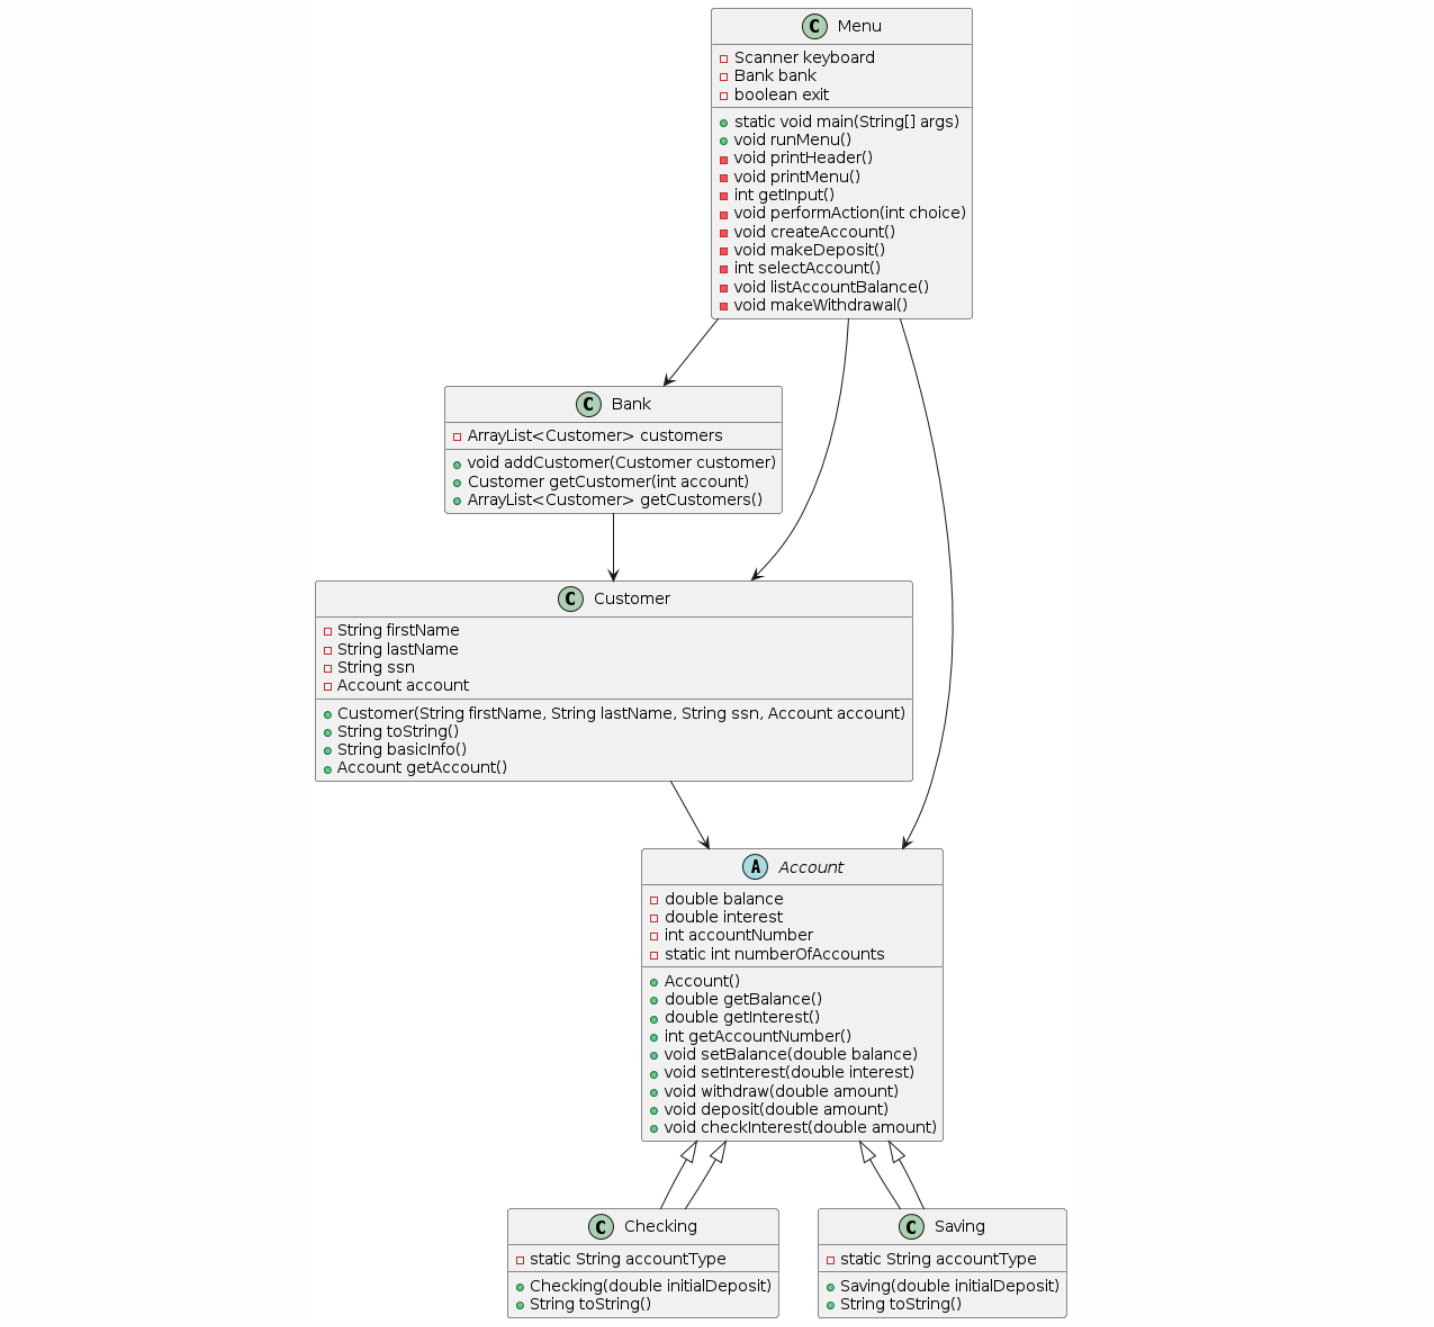 C Menu
Scanner keyboard
Bank bank
boolean exit
static void main(String[] args)
void runMenu()
void printHeader()
void printMenu()
int getInput()
void performAction(int choice)
void createAccount()
void makeDeposit()
int selectAccount()
void listAccountBalance()
void makeWithdrawal()
C Bank
ArrayList<Customer> customers
void addCustomer(Customer customer)
Customer getCustomer(int account)
ArrayList<Customer> getCustomers()
C Customer
String firstName
String lastName
String ssn
Account account
Customer(String firstName, String lastName, String ssn, Account account)
String toString()
String basicInfo()
Account getAccount()
A Account
double balance
double interest
int accountNumber
static int numberOfAccounts
Account()
double getBalance()
double getInterest()
int getAccountNumber()
void setBalance(double balance)
void setInterest(double interest)
void withdraw(double amount)
void deposit(double amount)
void checkInterest(double amount)
C Checking
static String accountType
Checking(double initialDeposit)
String toString()
C Saving
static String accountType
Saving(double initialDeposit)
String toString()